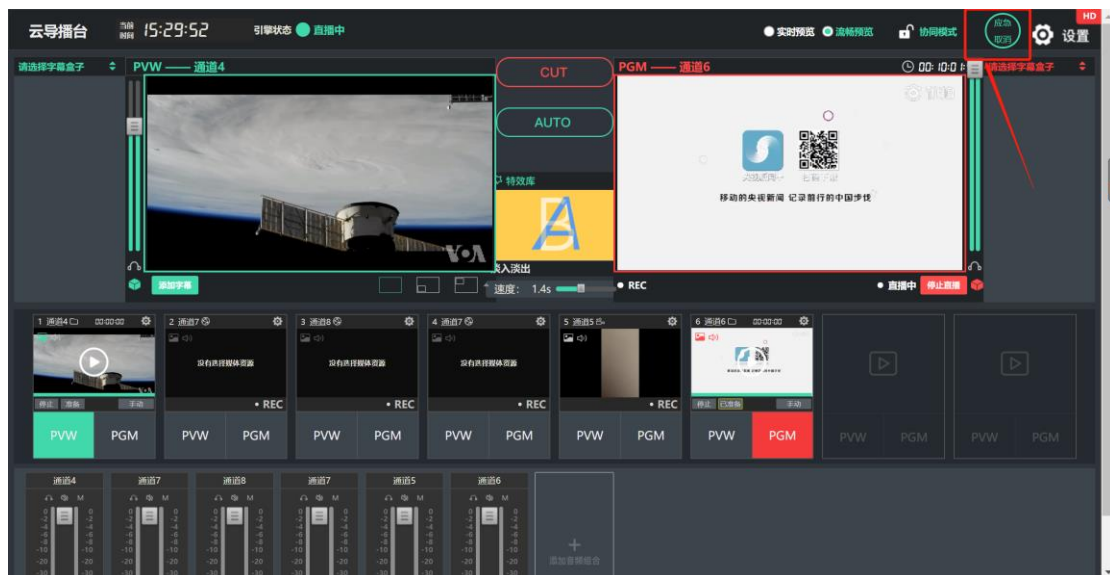 云导播台
当前时间 15:29:52
引擎状态 直播中
实时预览 流畅预览
协同模式
应急
取消
设置
HD
请选择字幕盒子
PVW —— 通道4
CUT
PGM —— 通道6
请选择字幕盒子
AUTO
特效库
移动的央视新闻 记录前行的中国步伐
VOA
淡入淡出
添加字幕
速度: 1.4s
REC
直播中
停止直播
1 通道4 00:00:00
2 通道7
3 通道8
4 通道7
5 通道5
6 通道6 00:00:00
没有选择媒体资源
没有选择媒体资源
没有选择媒体资源
停止 准备 手动
REC
REC
REC
REC
停止 已准备 手动
PVW PGM PVW PGM PVW PGM PVW PGM PVW PGM PVW PGM PVW PGM PVW PGM
通道4 通道7 通道8 通道7 通道5 通道6
M M M M M M
添加音频组合